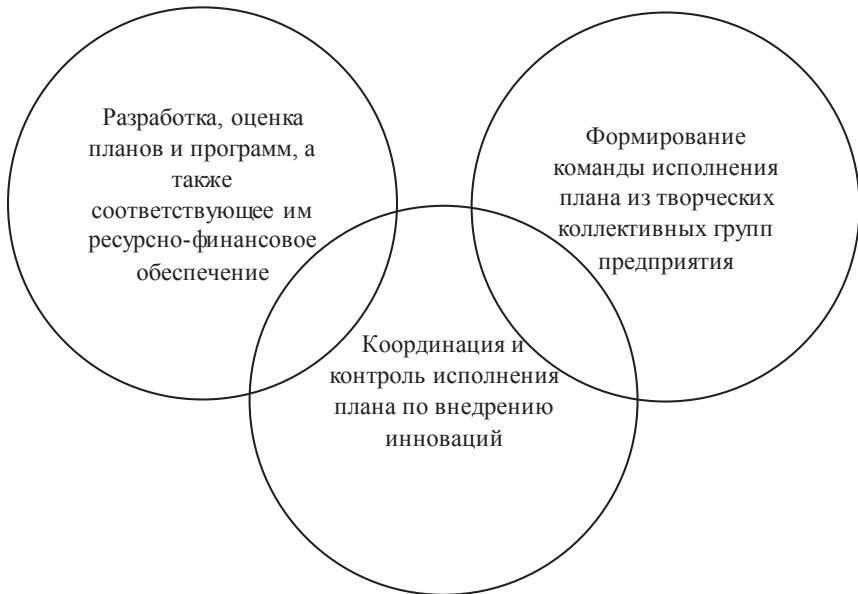 Разработка, оценка
планов и программ, а
также
соответствующее им
ресурсно-финансовое
обеспечение
Формирование
команды исполнения
плана из творческих
коллективных групп
предприятия
Координация и
контроль исполнения
плана по внедрению
инноваций